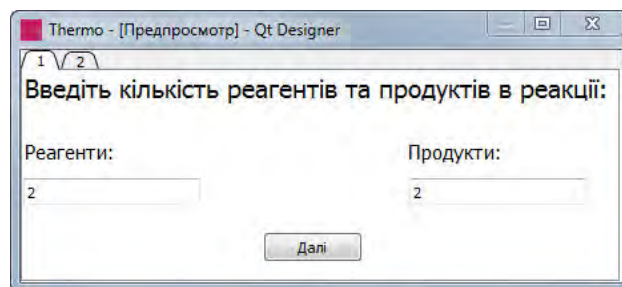 Thermo - [Предпросмотр] - Qt Designer
1 2
Введіть кількість реагентів та продуктів в реакції:
Реагенти: Продукти:
2 2
Далі